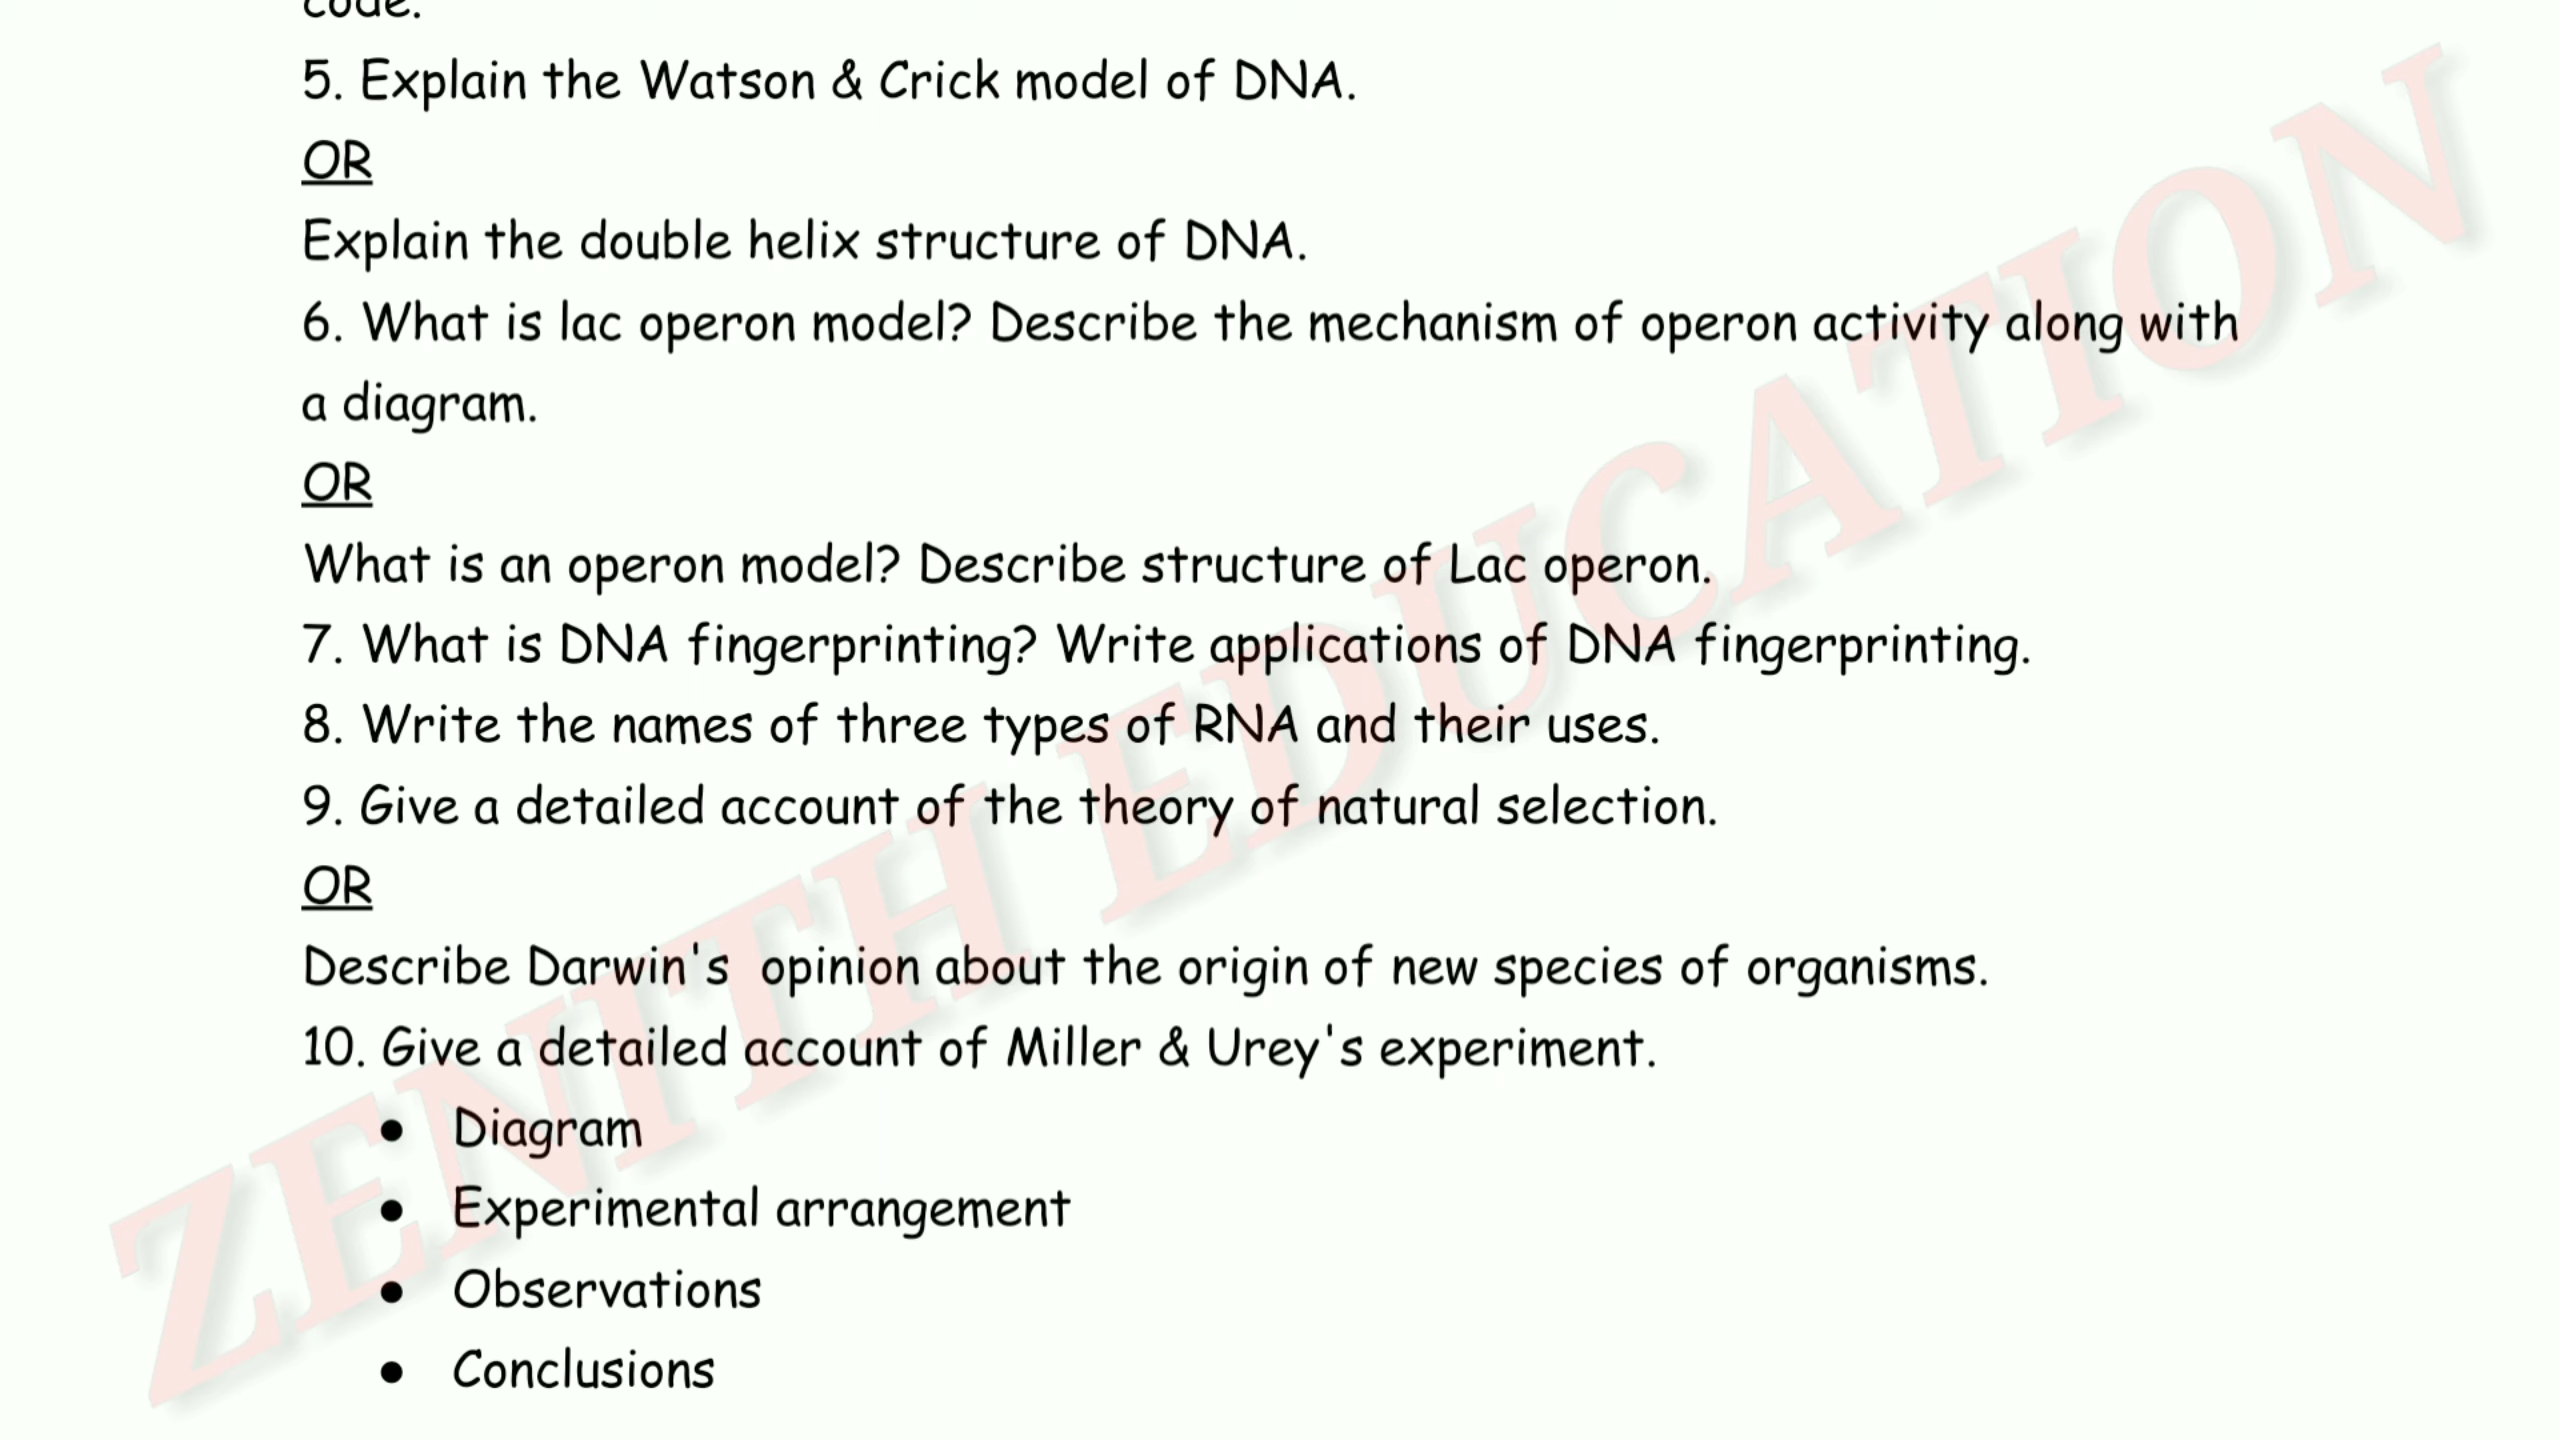 code.
5. Explain the Watson & Crick model of DNA.
OR
Explain the double helix structure of DNA.
6. What is lac operon model? Describe the mechanism of operon activity along with
a diagram.
OR
What is an operon model? Describe structure of Lac operon.
7. What is DNA fingerprinting? Write applications of DNA fingerprinting.
8. Write the names of three types of RNA and their uses.
9. Give a detailed account of the theory of natural selection.
OR
Describe Darwin's  opinion about the origin of new species of organisms.
10. Give a detailed account of Miller & Urey's experiment.
● Diagram
● Experimental arrangement
● Observations
● Conclusions
ZENITH EDUCATION